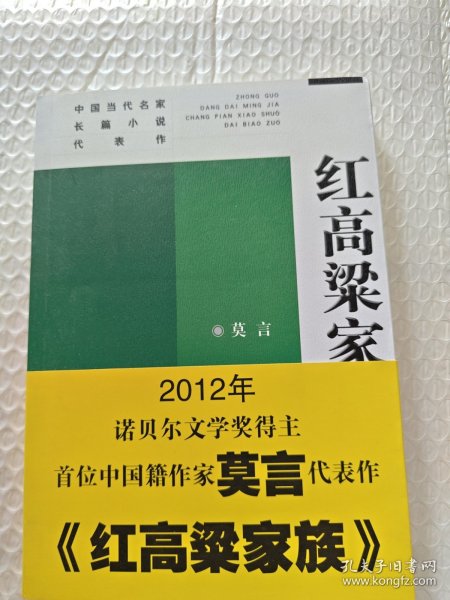 中国当代名家
长篇小说
代表作
ZHONG GUO
DANG DAI MING JIA
CHANG PIAN XIAO SHUO
DAI BIAO ZUO
红高粱家
莫言
2012年
诺贝尔文学奖得主
首位中国籍作家莫言代表作
《红高粱家族》
孔夫子旧书网
www.kongfz.com